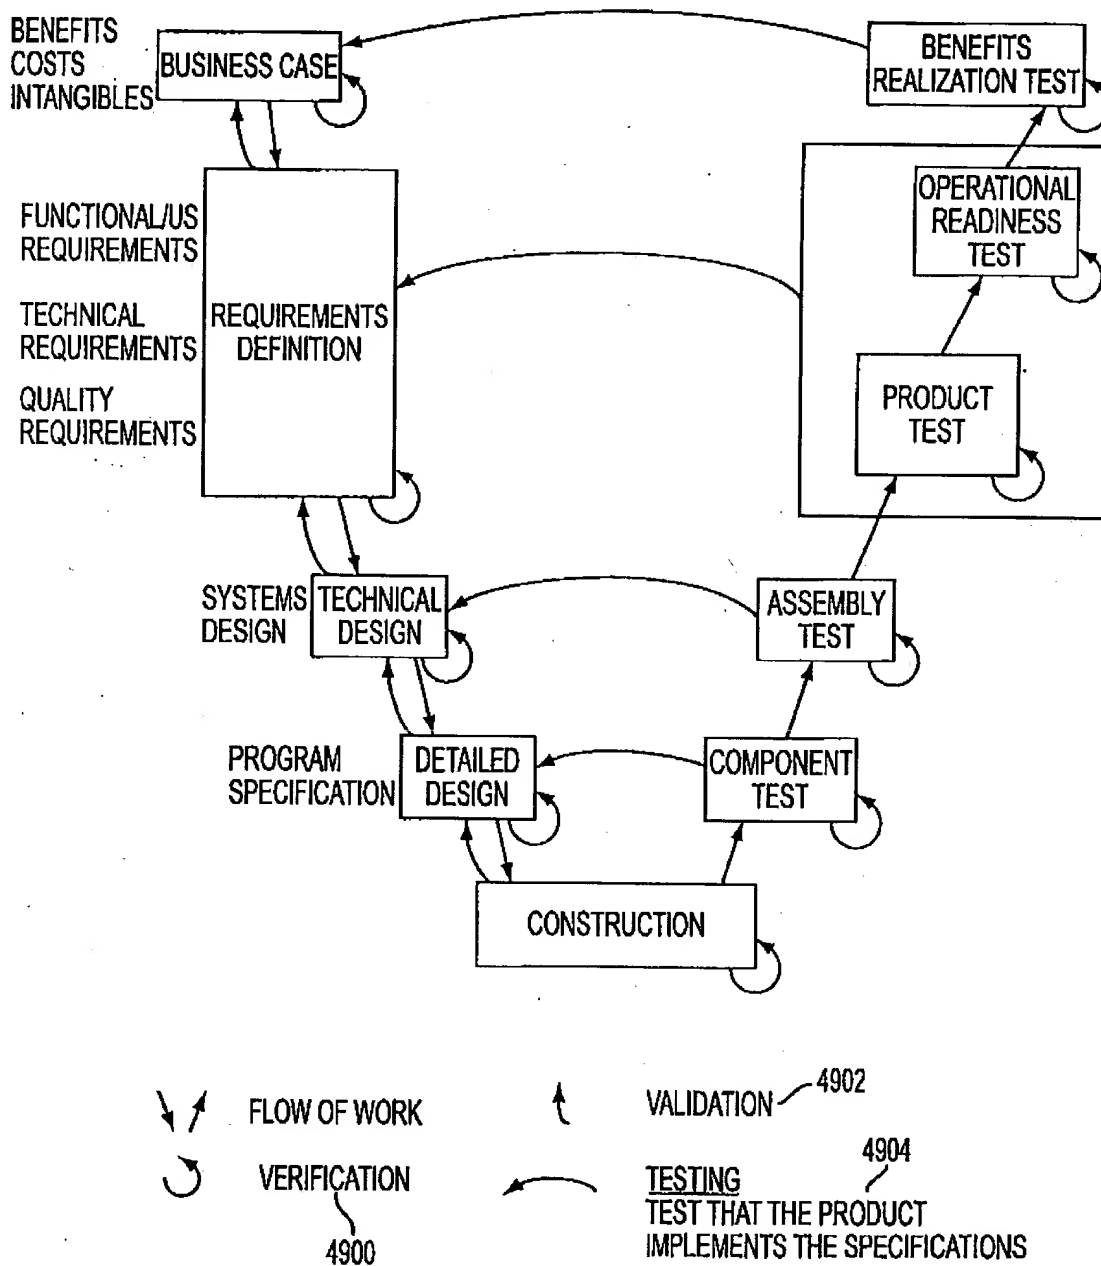 BENEFITS
COSTS
INTANGIBLES
BUSINESS CASE
BENEFITS
REALIZATION TEST
OPERATIONAL
READINESS
TEST
FUNCTIONAL/US
REQUIREMENTS
TECHNICAL
REQUIREMENTS
QUALITY
REQUIREMENTS
REQUIREMENTS
DEFINITION
PRODUCT
TEST
SYSTEMS
DESIGN
TECHNICAL
DESIGN
ASSEMBLY
TEST
PROGRAM
SPECIFICATION
DETAILED
DESIGN
COMPONENT
TEST
CONSTRUCTION
FLOW OF WORK
VALIDATION
4902
VERIFICATION
4900
4904
TESTING
TEST THAT THE PRODUCT
IMPLEMENTS THE SPECIFICATIONS